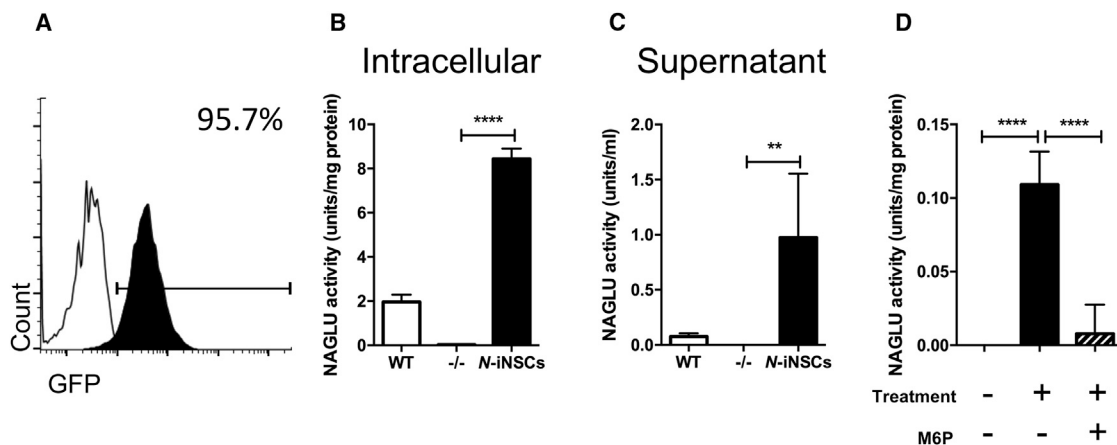 A
B
C
D
Intracellular
Supernatant
95.7%
Count
GFP
NAGLU activity (units/mg protein)
10
8
6
4
2
0
****
WT
-/-
N-iNSCs
NAGLU activity (units/ml)
2.0
1.5
1.0
0.5
0.0
**
WT
-/-
N-iNSCs
NAGLU activity (units/mg protein)
0.15
0.10
0.05
0.00
**** ****
Treatment - + +
M6P - - +